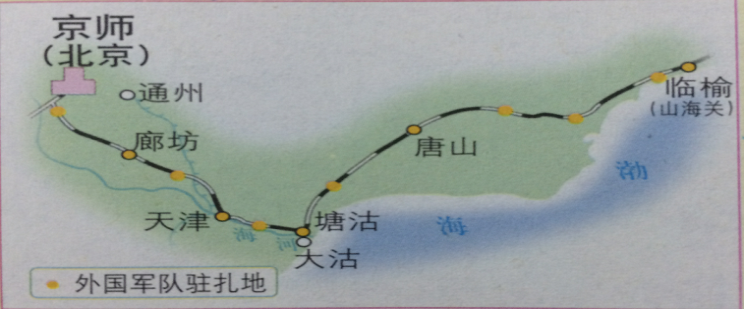 京师
（北京）
通州
廊坊
天津
塘沽
大沽
海 河
唐山
临榆
（山海关）
渤
海
外国军队驻扎地